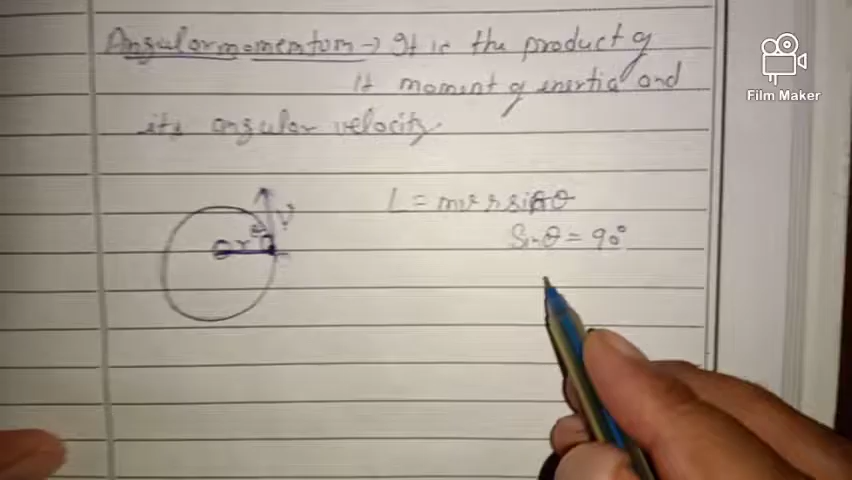 Angular momentum → It is the product of
it moment of inertia and
its angular velocity
L = mvr sinθ
Sinθ = 90°
r
V
Film Maker